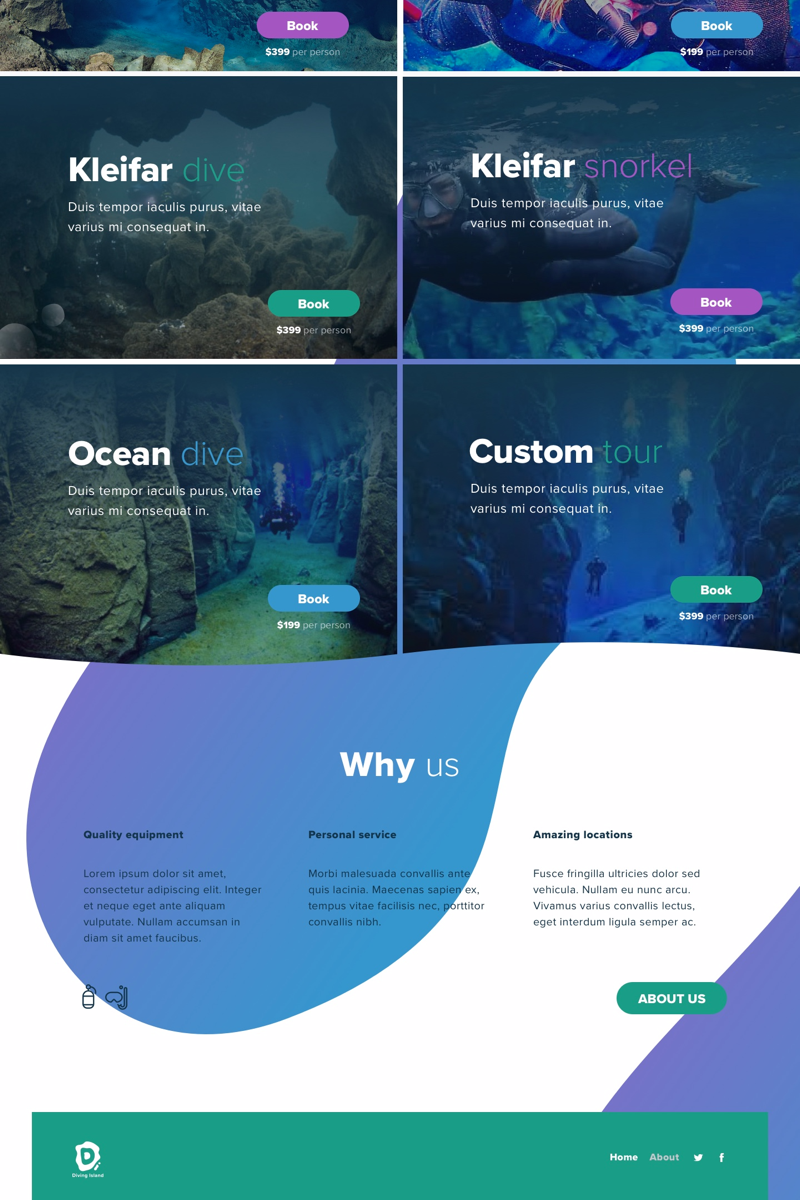 Book
$399 per person
Book
$199 per person
Kleifar dive
Duis tempor iaculis purus, vitae
varius mi consequat in.
Book
$399 per person
Kleifar snorkel
Duis tempor iaculis purus, vitae
varius mi consequat in.
Book
$399 per person
Ocean dive
Duis tempor iaculis purus, vitae
varius mi consequat in.
Book
$199 per person
Custom tour
Duis tempor iaculis purus, vitae
varius mi consequat in.
Book
$399 per person
Why us
Quality equipment
Lorem ipsum dolor sit amet,
consectetur adipiscing elit. Integer
et neque eget ante aliquam
vulputate. Nullam accumsan in
diam sit amet faucibus.
Personal service
Morbi malesuada convallis ante
quis lacinia. Maecenas sapien ex,
tempus vitae facilisis nec, porttitor
convallis nibh.
Amazing locations
Fusce fringilla ultricies dolor sed
vehicula. Nullam eu nunc arcu.
Vivamus varius convallis lectus,
eget interdum ligula semper ac.
ABOUT US
D
Diving Island
Home About